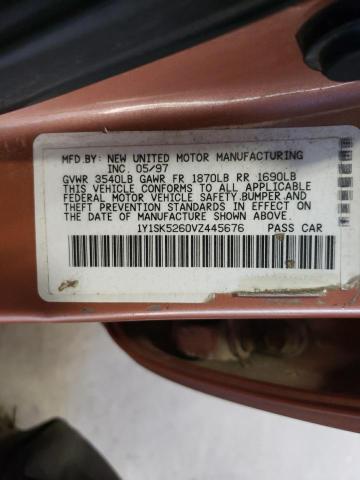 MFD.BY: NEW UNITED MOTOR MANUFACTURING
INC. 05/97
GVWR 3540LB GAWR FR 1870LB RR 1690LB
THIS VEHICLE CONFORMS TO ALL APPLICABLE
FEDERAL MOTOR VEHICLE SAFETY,BUMPER,AND
THEFT PREVENTION STANDARDS IN EFFECT ON
THE DATE OF MANUFACTURE SHOWN ABOVE.
1Y1SK5260VZ445676 PASS CAR